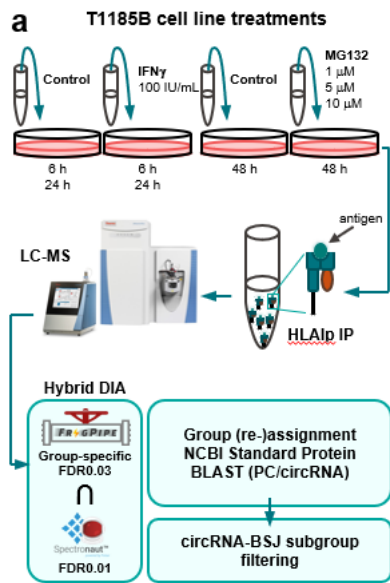 a
T1185B cell line treatments
Control
IFNγ
100 IU/mL
Control
MG132
1 μM
5 μM
10 μM
6 h
24 h
6 h
24 h
48 h
48 h
LC-MS
antigen
HLAIp IP
Hybrid DIA
FRAGPIPE
Group-specific
FDR0.03
∩
Spectronaut™
FDR0.01
Group (re-)assignment
NCBI Standard Protein
BLAST (PC/circRNA)
circRNA-BSJ subgroup
filtering